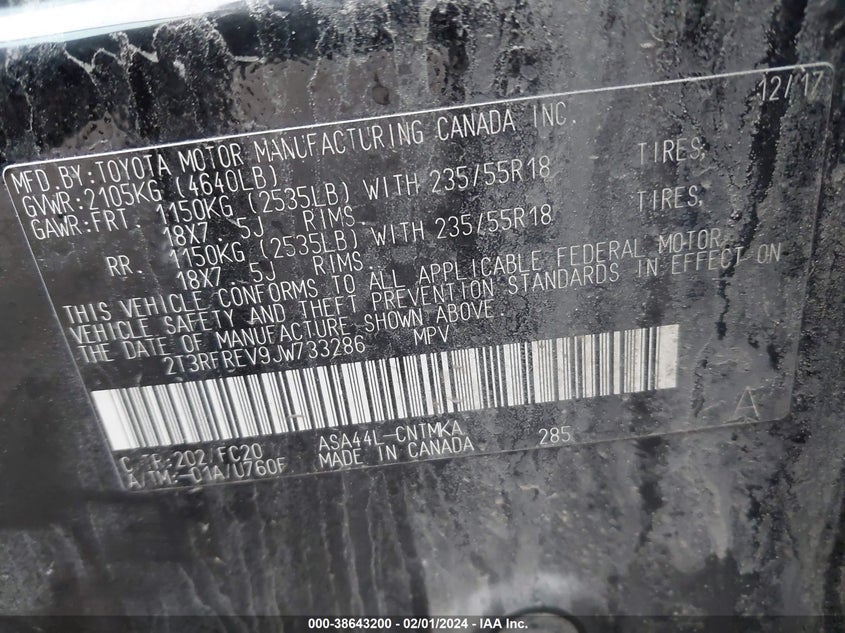 12/17
MFD.BY:TOYOTA MOTOR MANUFACTURING CANADA INC.
GVWR:2105KG (4640LB)
GAWR:FRT. 1150KG (2535LB) WITH 235/55R18 TIRES,
18X7.5J RIMS.
RR. 1150KG (2535LB) WITH 235/55R18 TIRES,
18X7.5J RIMS.
THIS VEHICLE CONFORMS TO ALL APPLICABLE FEDERAL MOTOR
VEHICLE SAFETY AND THEFT PREVENTION STANDARDS IN EFFECT ON
THE DATE OF MANUFACTURE SHOWN ABOVE.
2T3RFREV9JW733286 MPV
A
C/TR:202/FC20 ASA44L-CNTMKA 285
A/TM:-01A/U760F MADE IN CANADA
000-38643200 - 02/01/2024 - IAA Inc.